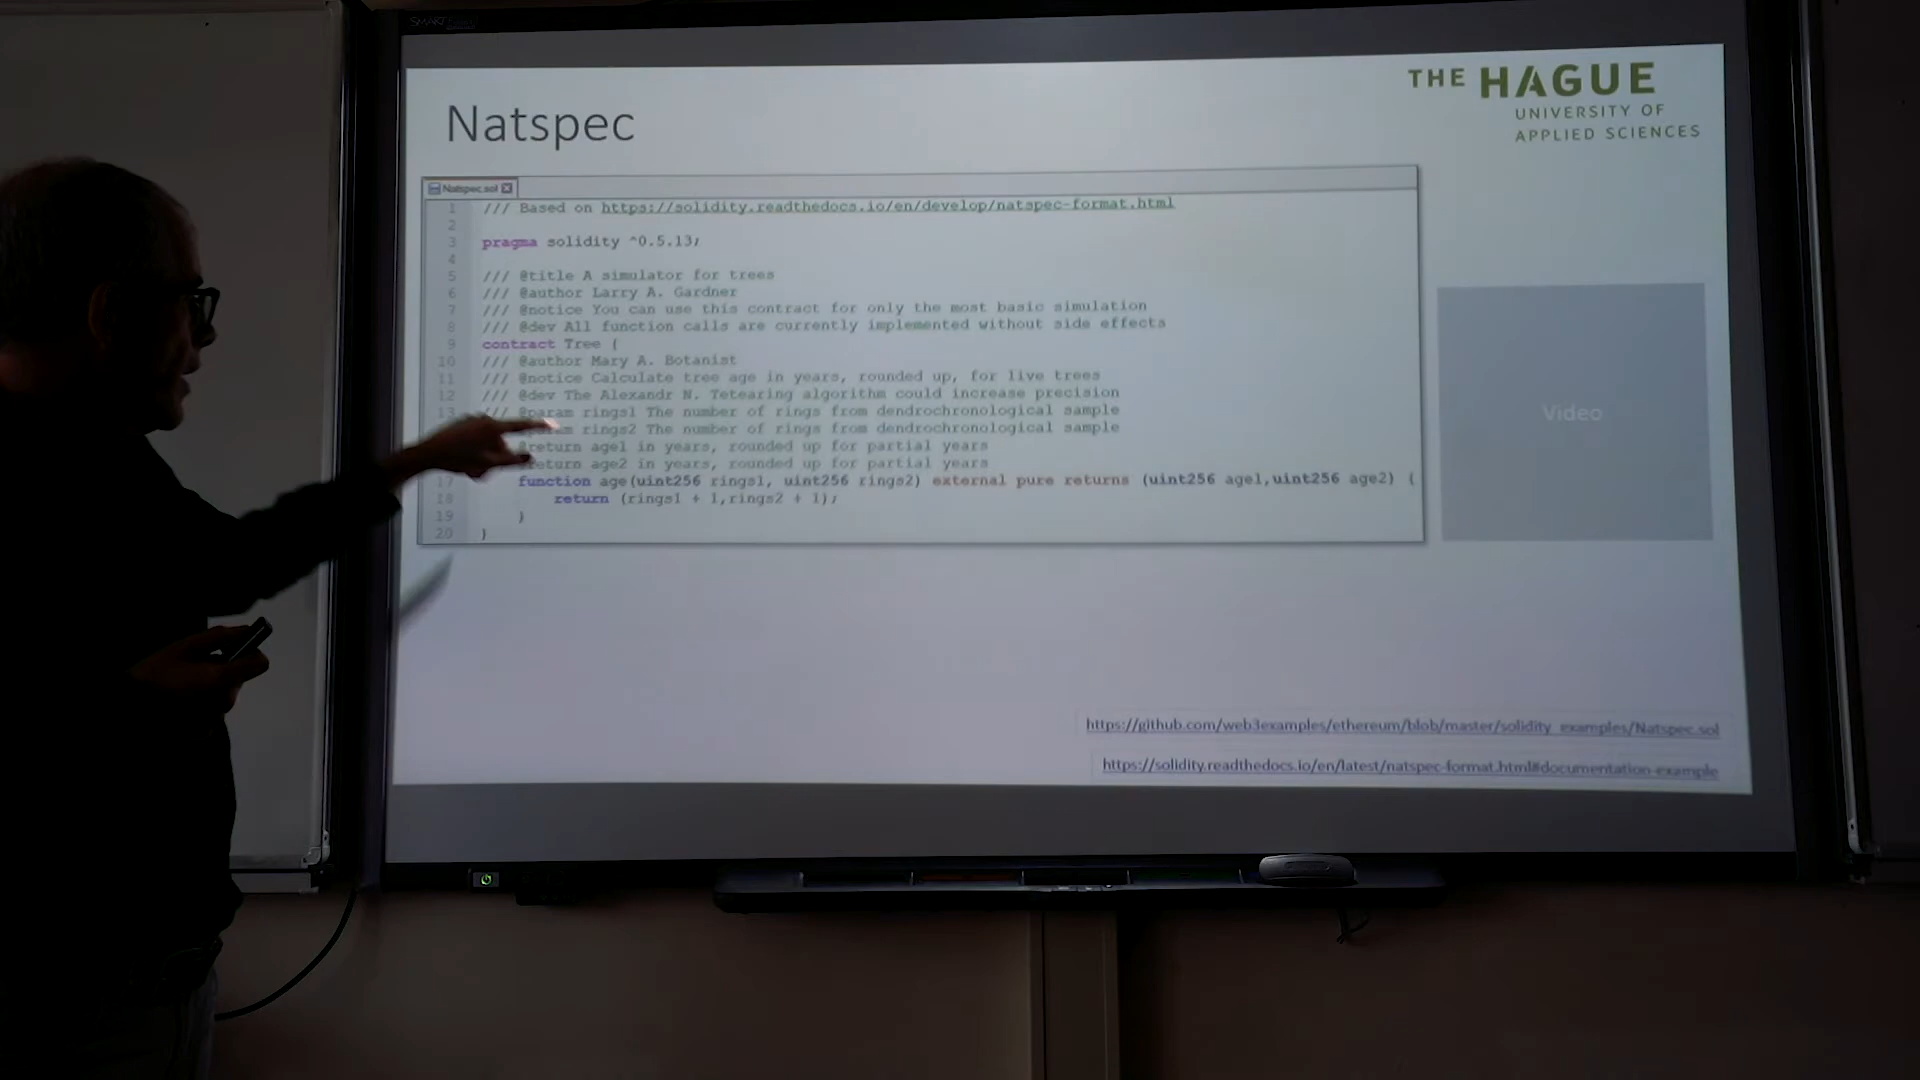 SMART
THE HAGUE
UNIVERSITY OF
APPLIED SCIENCES
Natspec
Natspec.sol
1 /// Based on https://solidity.readthedocs.io/en/develop/natspec-format.html
2
3 pragma solidity ^0.5.13;
4
5 /// @title A simulator for trees
6 /// @author Larry A. Gardner
7 /// @notice You can use this contract for only the most basic simulation
8 /// @dev All function calls are currently implemented without side effects
9 contract Tree {
10 /// @author Mary A. Botanist
11 /// @notice Calculate tree age in years, rounded up, for live trees
12 /// @dev The Alexandr N. Tetearing algorithm could increase precision
13 /// @param rings1 The number of rings from dendrochronological sample
rings2 The number of rings from dendrochronological sample
@return age1 in years, rounded up for partial years
@return age2 in years, rounded up for partial years
17 function age(uint256 rings1, uint256 rings2) external pure returns (uint256 age1,uint256 age2) {
18 return (rings1 + 1,rings2 + 1);
19 }
20 }
Video
https://github.com/web3examples/ethereum/blob/master/solidity_examples/Natspec.sol
https://solidity.readthedocs.io/en/latest/natspec-format.html#documentation-example